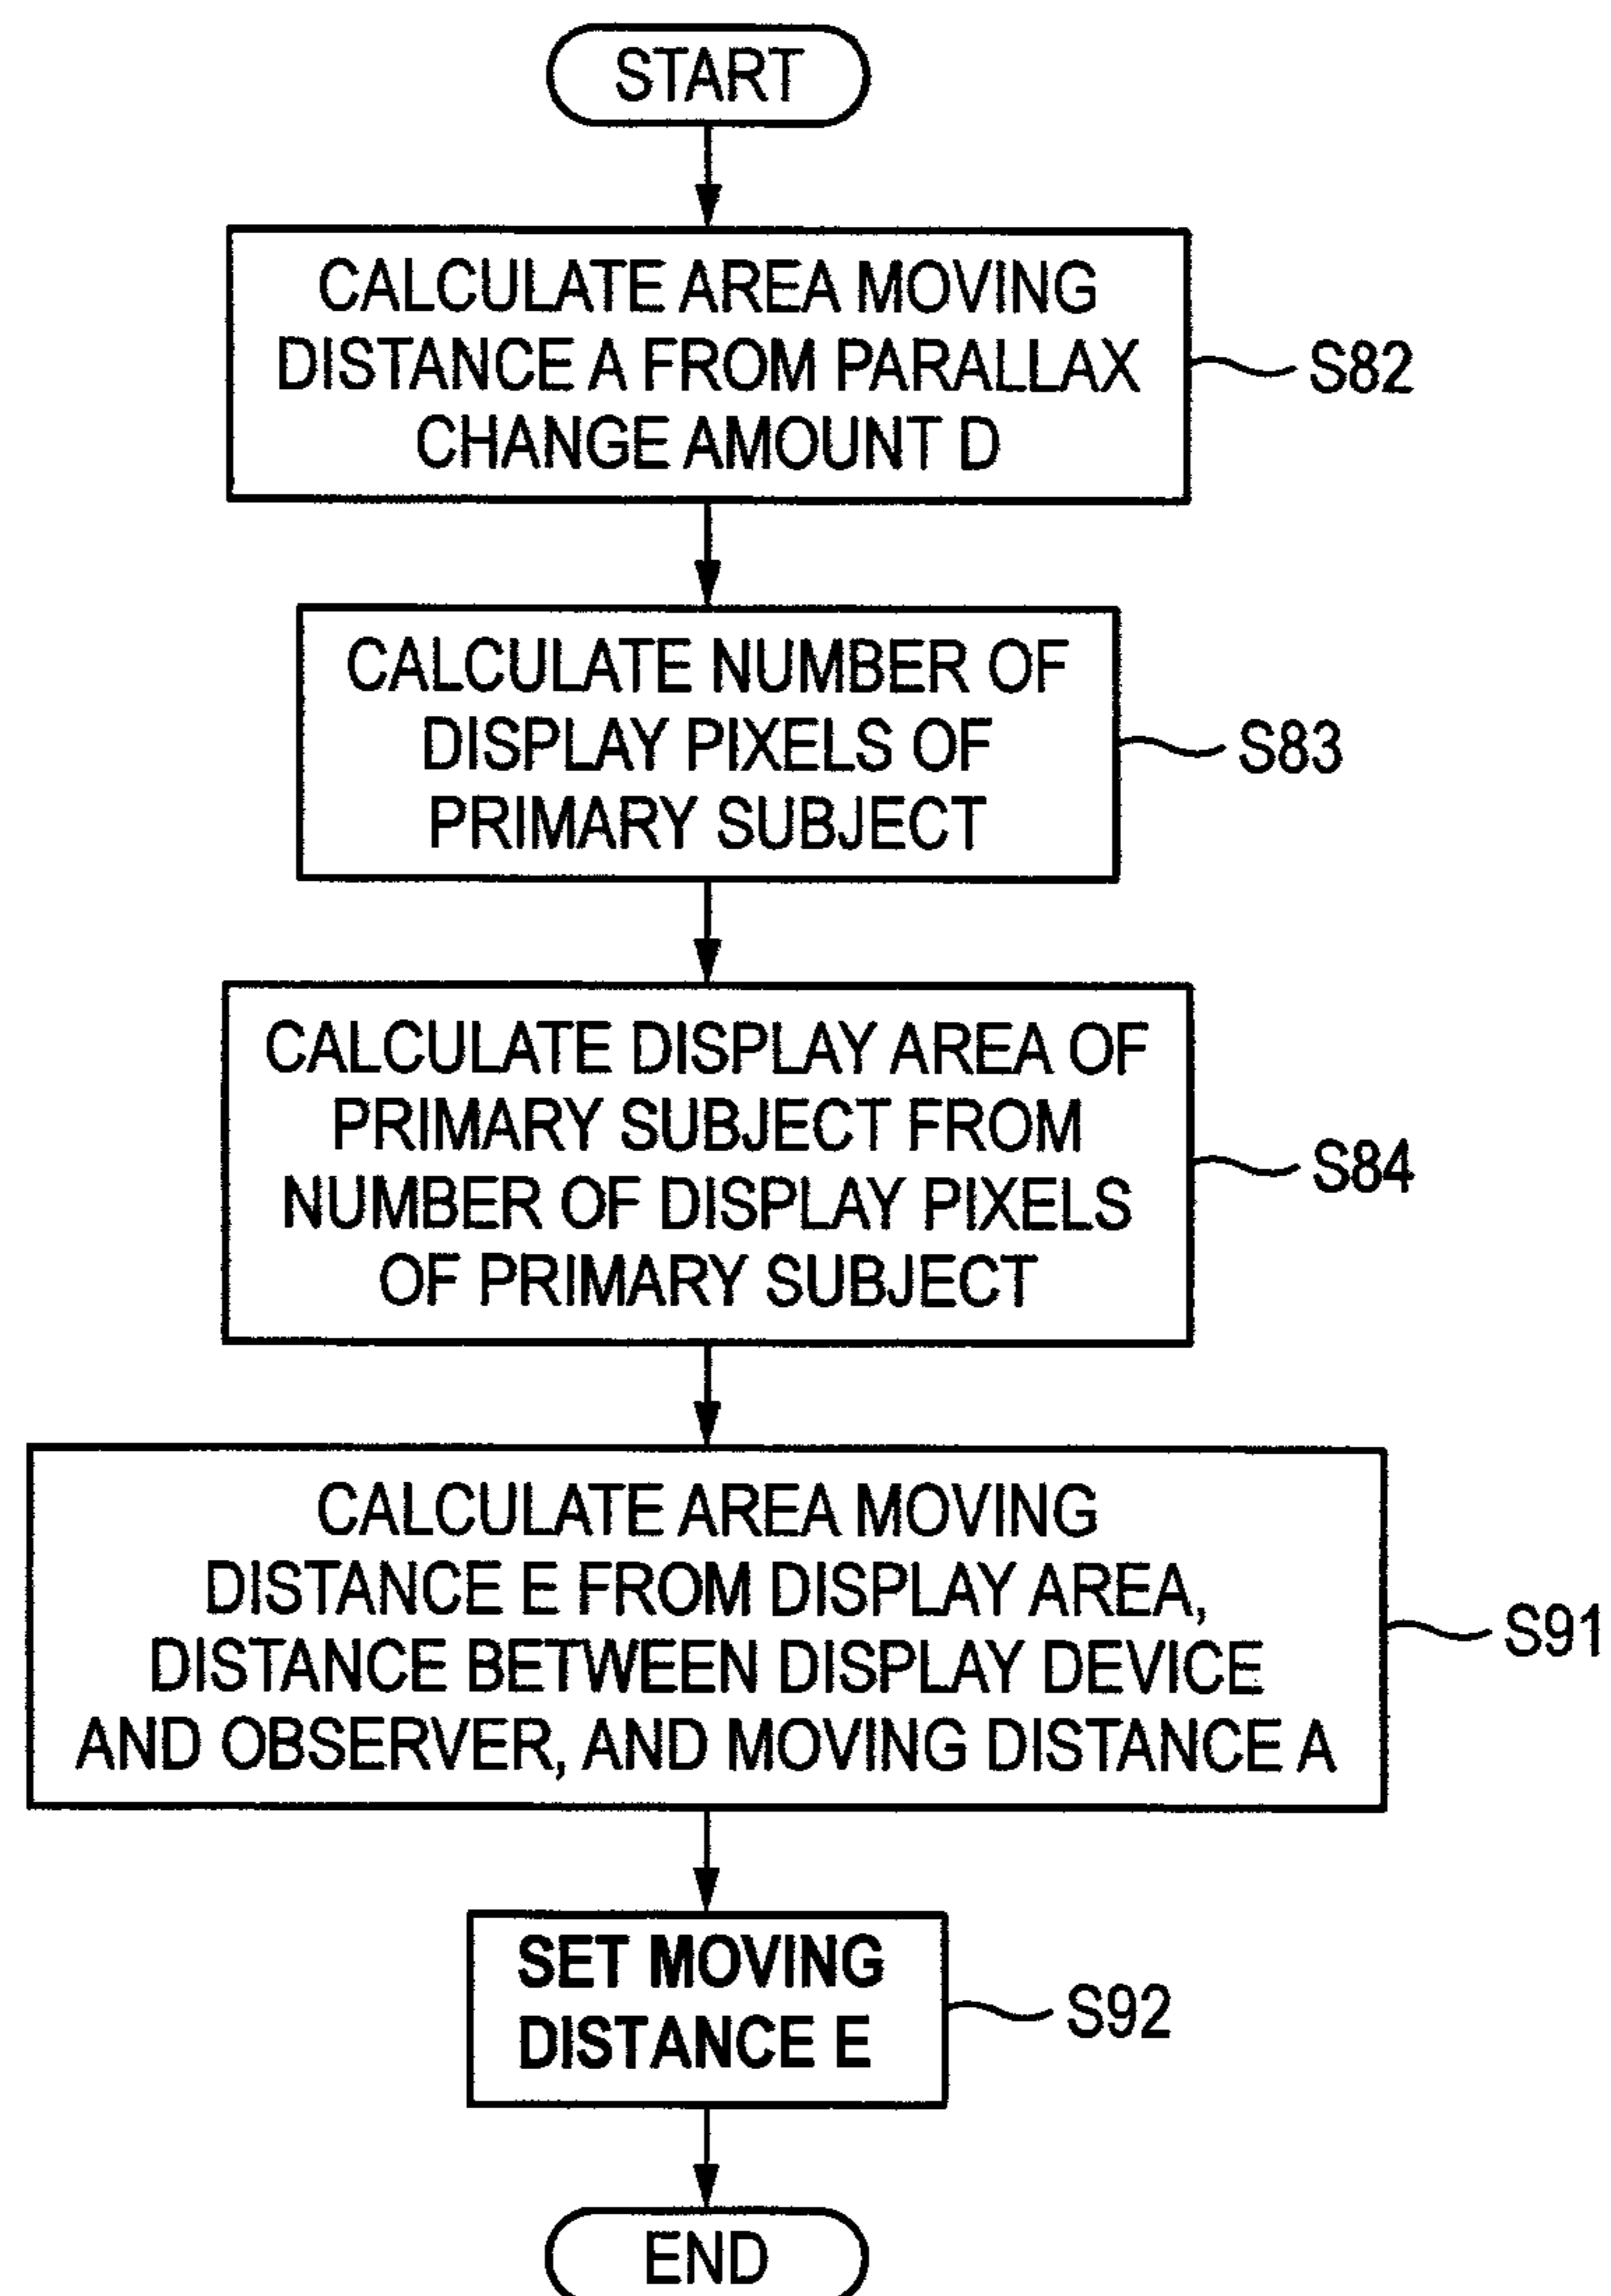 START
CALCULATE AREA MOVING
DISTANCE A FROM PARALLAX
CHANGE AMOUNT D
S82
CALCULATE NUMBER OF
DISPLAY PIXELS OF
PRIMARY SUBJECT
S83
CALCULATE DISPLAY AREA OF
PRIMARY SUBJECT FROM
NUMBER OF DISPLAY PIXELS
OF PRIMARY SUBJECT
S84
CALCULATE AREA MOVING
DISTANCE E FROM DISPLAY AREA,
DISTANCE BETWEEN DISPLAY DEVICE
AND OBSERVER, AND MOVING DISTANCE A
S91
SET MOVING
DISTANCE E
S92
END